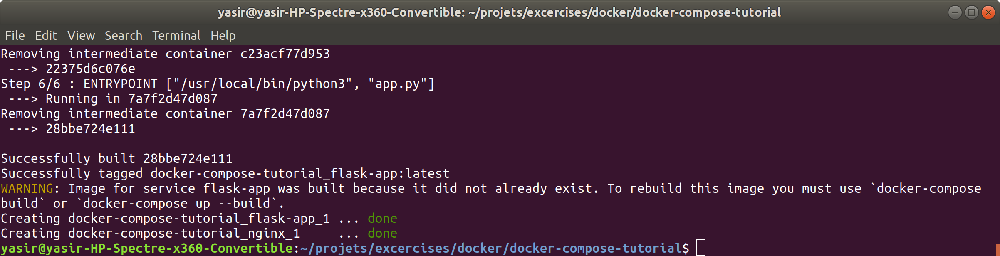 yasir@yasir-HP-Spectre-x360-Convertible: ~/projets/excercises/docker/docker-compose-tutorial
File Edit View Search Terminal Help
Removing intermediate container c23acf77d953
 ---> 22375d6c076e
Step 6/6 : ENTRYPOINT ["/usr/local/bin/python3", "app.py"]
 ---> Running in 7a7f2d47d087
Removing intermediate container 7a7f2d47d087
 ---> 28bbe724e111
Successfully built 28bbe724e111
Successfully tagged docker-compose-tutorial_flask-app:latest
WARNING: Image for service flask-app was built because it did not already exist. To rebuild this image you must use `docker-compose
build` or `docker-compose up --build`.
Creating docker-compose-tutorial_flask-app_1 ... done
Creating docker-compose-tutorial_nginx_1     ... done
yasir@yasir-HP-Spectre-x360-Convertible:~/projets/excercises/docker/docker-compose-tutorial$